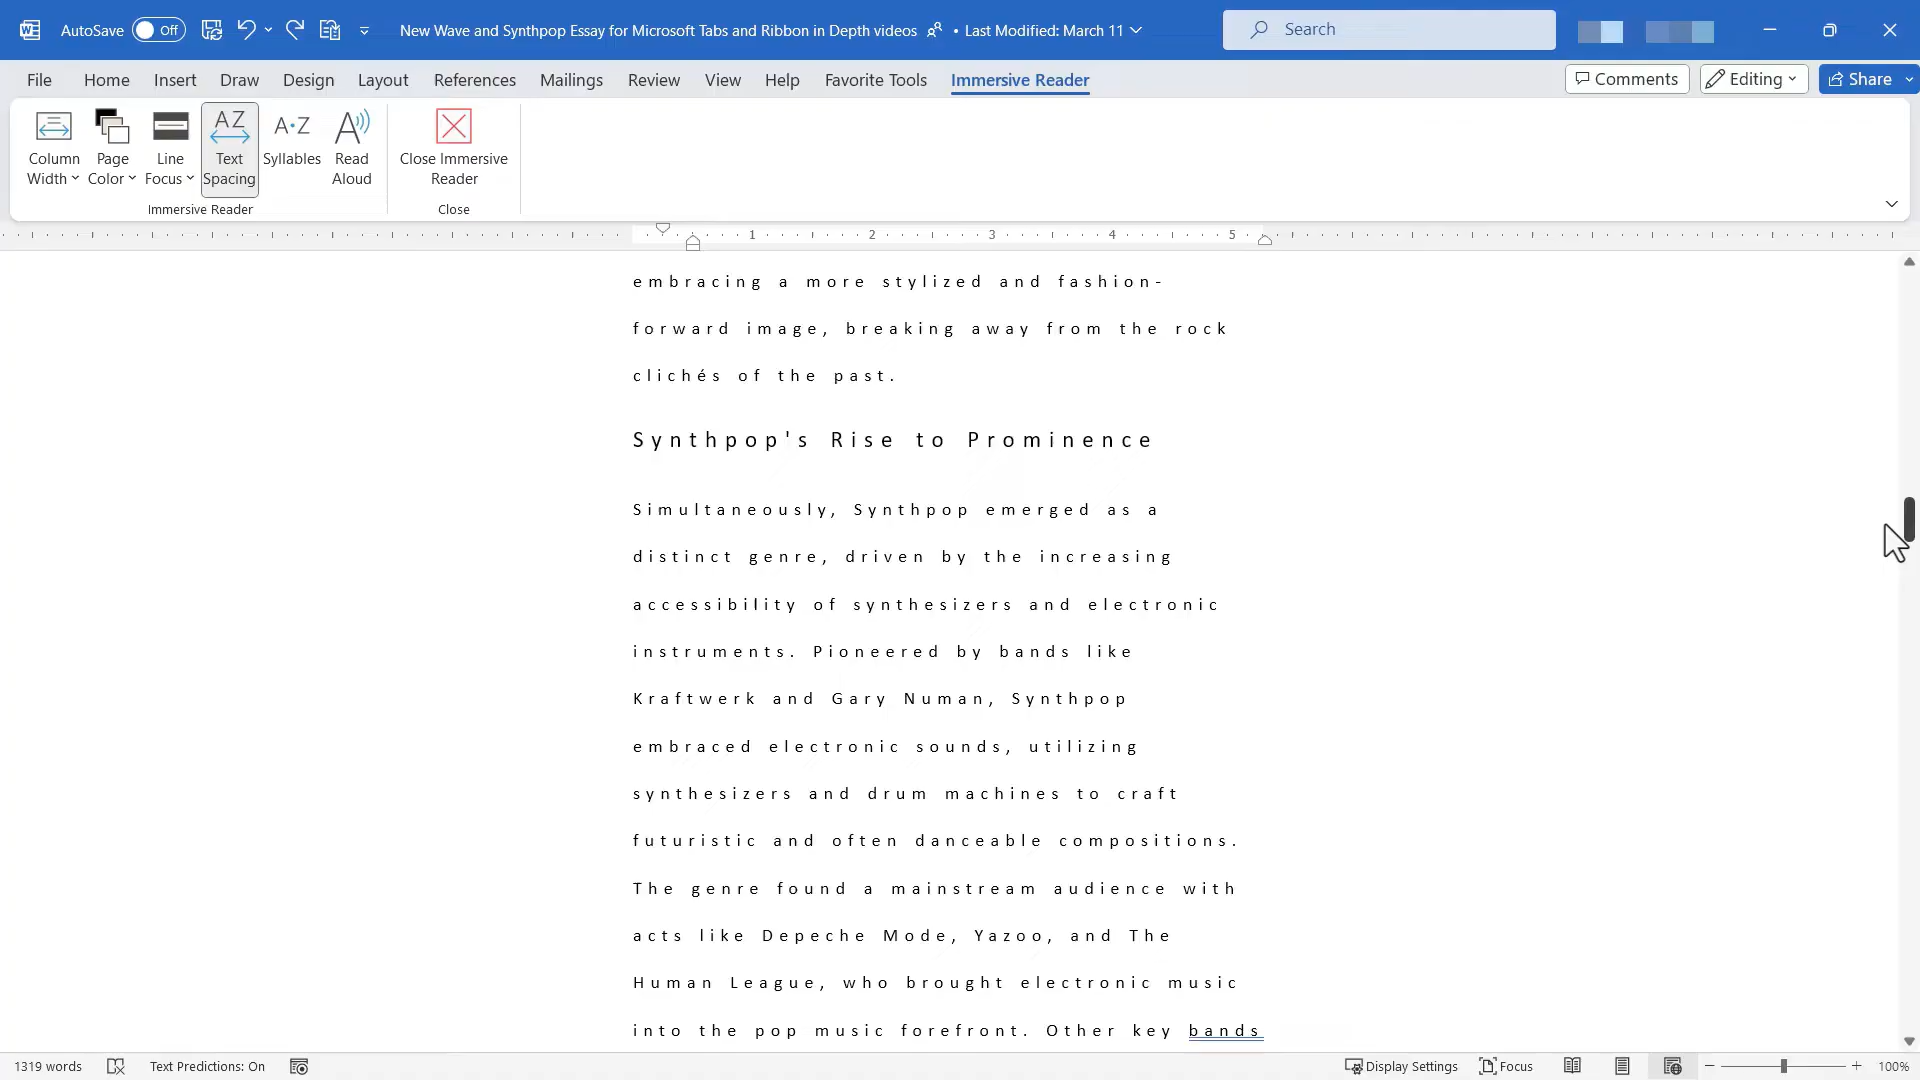 AutoSave Off New Wave and Synthpop Essay for Microsoft Tabs and Ribbon in Depth videos • Last Modified: March 11 Search
File Home Insert Draw Design Layout References Mailings Review View Help Favorite Tools Immersive Reader Comments Editing Share
Column Width Page Color Line Focus AZ Text Spacing A·Z Syllables Read Aloud Close Immersive Reader
Immersive Reader Close
1 2 3 4 5
embracing a more stylized and fashion-
forward image, breaking away from the rock
clichés of the past.
Synthpop's Rise to Prominence
Simultaneously, Synthpop emerged as a
distinct genre, driven by the increasing
accessibility of synthesizers and electronic
instruments. Pioneered by bands like
Kraftwerk and Gary Numan, Synthpop
embraced electronic sounds, utilizing
synthesizers and drum machines to craft
futuristic and often danceable compositions.
The genre found a mainstream audience with
acts like Depeche Mode, Yazoo, and The
Human League, who brought electronic music
into the pop music forefront. Other key bands
1319 words Text Predictions: On Display Settings Focus 100%